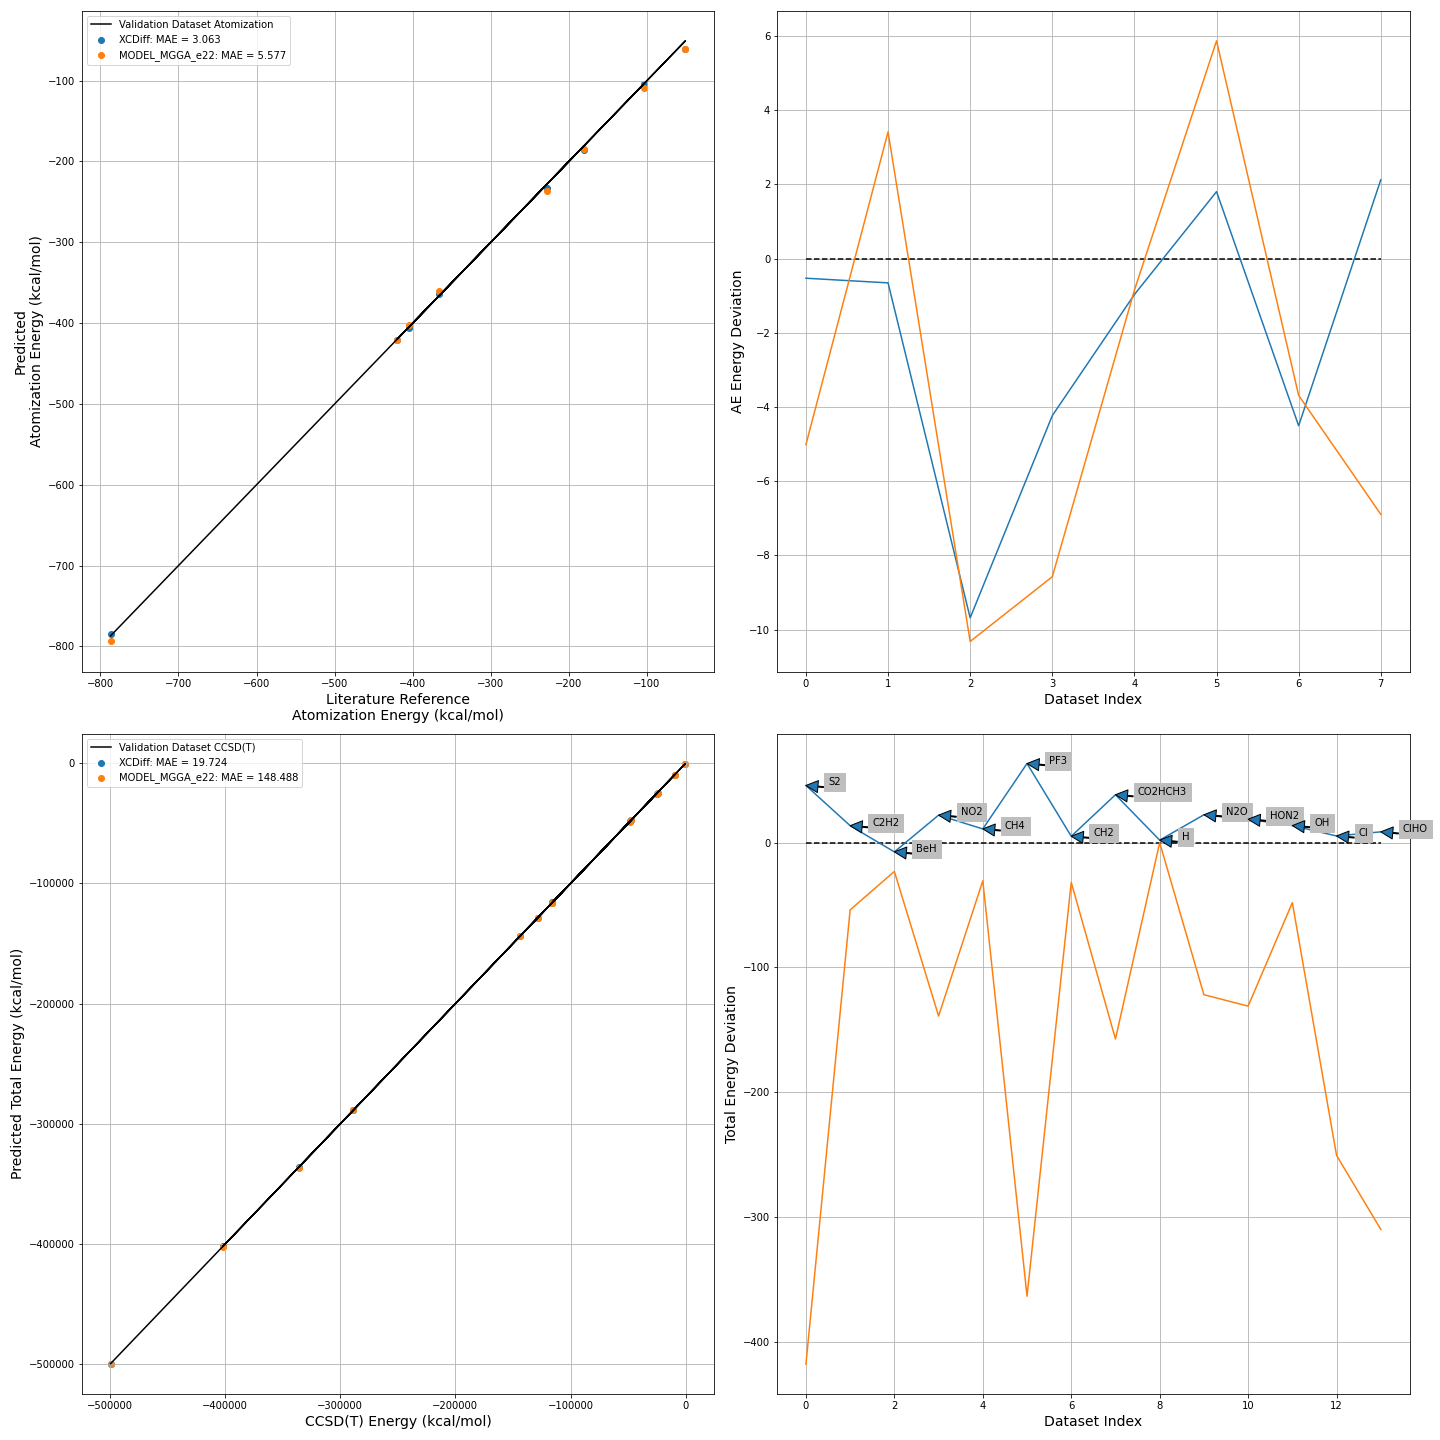 Validation Dataset Atomization
XCDiff: MAE = 3.063
MODEL_MGGA_e22: MAE = 5.577
−100
−200
−300
−400
−500
−600
−700
−800
Predicted
Atomization Energy (kcal/mol)
−800
−700
−600
−500
−400
−300
−200
−100
Literature Reference
Atomization Energy (kcal/mol)
6
4
2
0
−2
−4
−6
−8
−10
AE Energy Deviation
0
1
2
3
4
5
6
7
Dataset Index
Validation Dataset CCSD(T)
XCDiff: MAE = 19.724
MODEL_MGGA_e22: MAE = 148.488
0
−100000
−200000
−300000
−400000
−500000
Predicted Total Energy (kcal/mol)
−500000
−400000
−300000
−200000
−100000
0
CCSD(T) Energy (kcal/mol)
S2
C2H2
BeH
NO2
CH4
PF3
CH2
CO2HCH3
H
N2O
HON2
OH
Cl
ClHO
0
−100
−200
−300
−400
Total Energy Deviation
0
2
4
6
8
10
12
Dataset Index